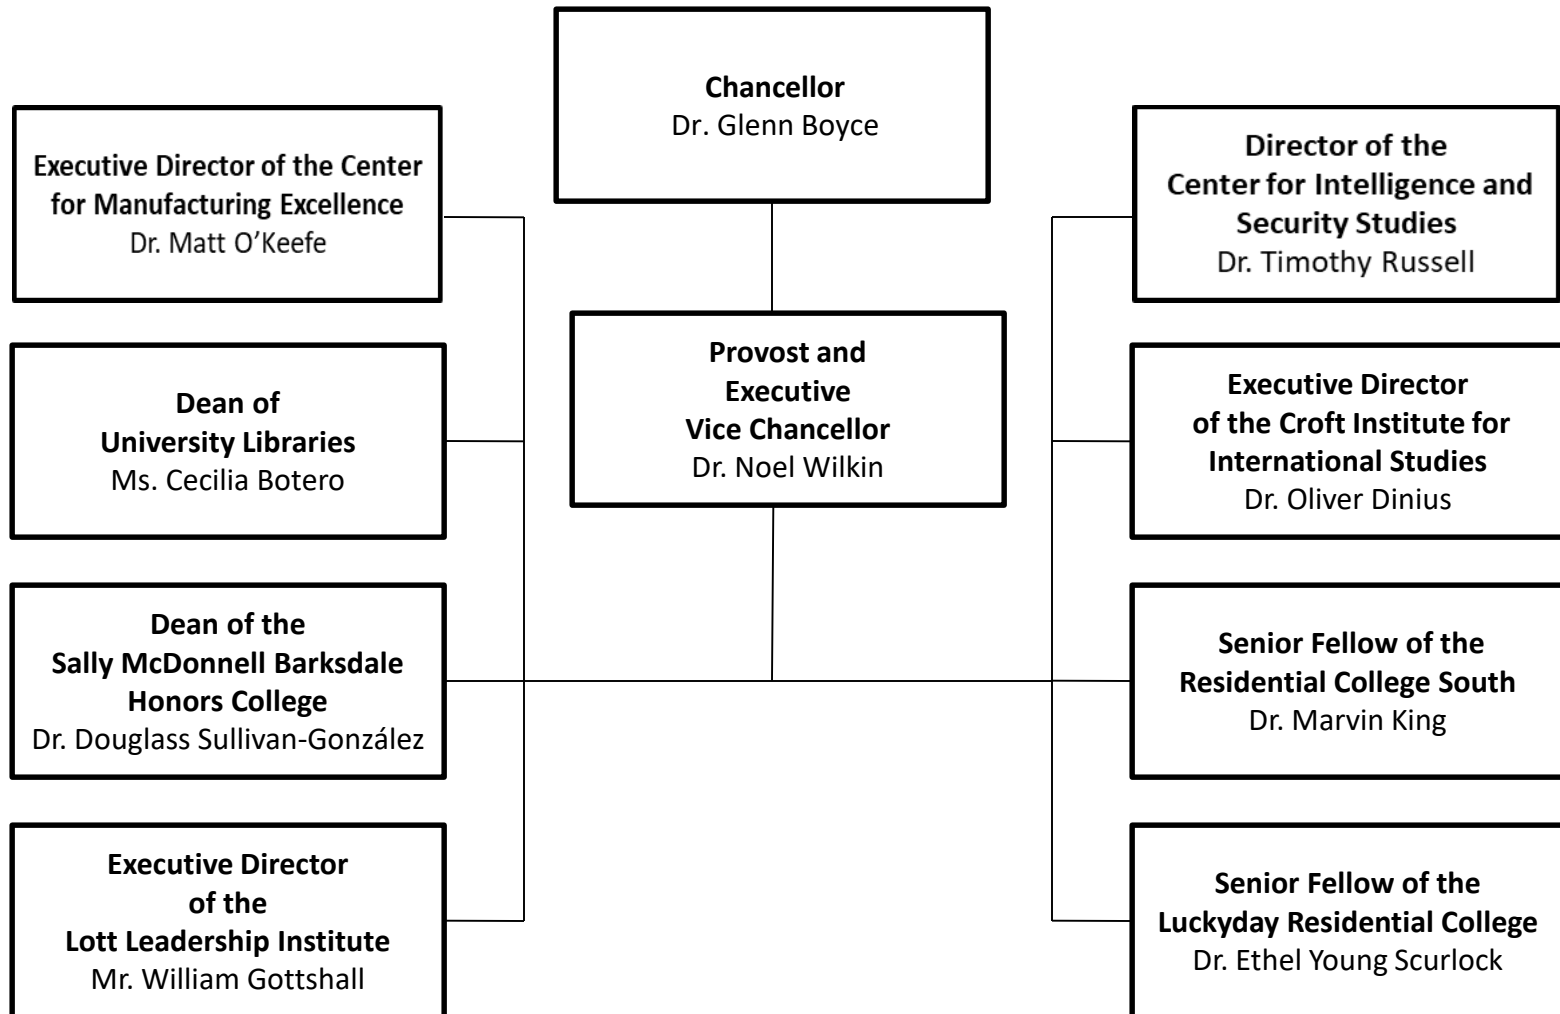 Chancellor
Dr. Glenn Boyce
Executive Director of the Center
for Manufacturing Excellence
Dr. Matt O'Keefe
Director of the
Center for Intelligence and
Security Studies
Dr. Timothy Russell
Provost and
Executive
Vice Chancellor
Dr. Noel Wilkin
Dean of
University Libraries
Ms. Cecilia Botero
Executive Director
of the Croft Institute for
International Studies
Dr. Oliver Dinius
Dean of the
Sally McDonnell Barksdale
Honors College
Dr. Douglass Sullivan-González
Senior Fellow of the
Residential College South
Dr. Marvin King
Executive Director
of the
Lott Leadership Institute
Mr. William Gottshall
Senior Fellow of the
Luckyday Residential College
Dr. Ethel Young Scurlock